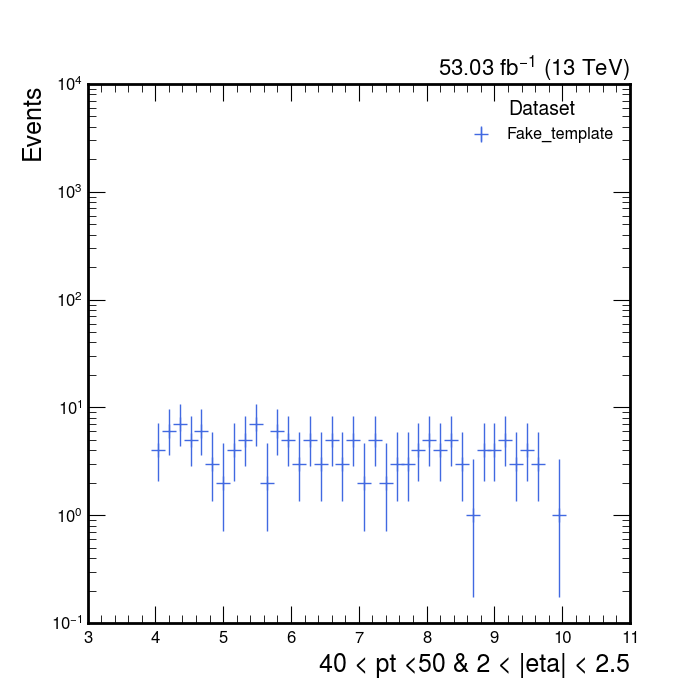 53.03 fb⁻¹ (13 TeV)
Events
10⁴
10³
10²
10¹
10⁰
10⁻¹
Dataset
Fake_template
3 4 5 6 7 8 9 10 11
40 < pt <50 & 2 < |eta| < 2.5